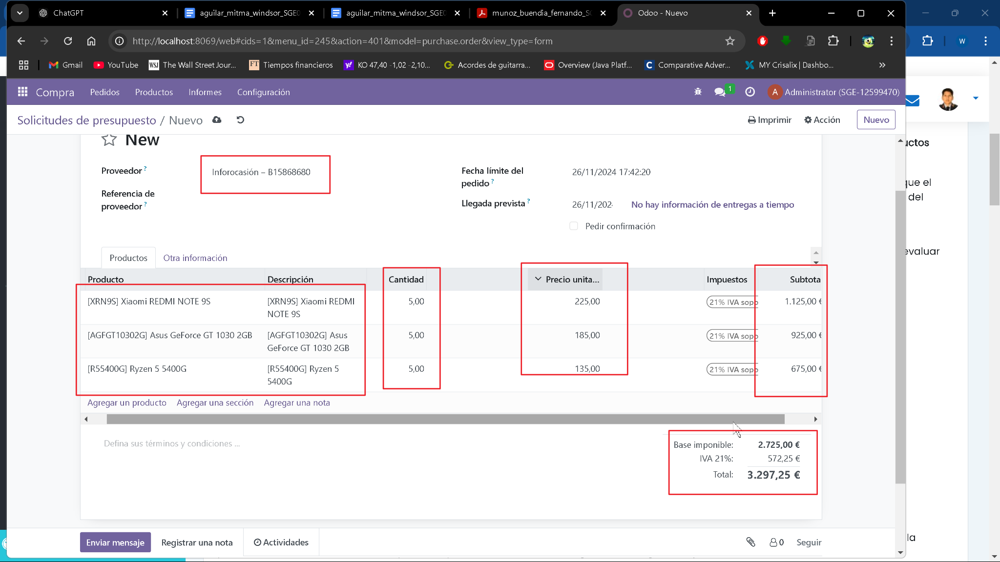 ChatGPT
aguilar_mitma_windsor_SGE0
aguilar_mitma_windsor_SGE0
munoz_buendia_fernando_SG
Odoo - Nuevo
http://localhost:8069/web#cids=1&menu_id=245&action=401&model=purchase.order&view_type=form
W
Gmail
YouTube
WSJ The Wall Street Jour...
FT Tiempos financieros
KO 47,40 -1,02 -2,10...
Acordes de guitarra...
Overview (Java Platf...
C Comparative Adver...
MY Crisalix | Dashbo...
Compra Pedidos Productos Informes Configuración
1
A Administrator (SGE-12599470)
Solicitudes de presupuesto / Nuevo
Imprimir Acción Nuevo
New
Proveedor ?
Inforocasión – B15868680
Referencia de
proveedor ?
Fecha límite del
pedido ?
26/11/2024 17:42:20
Llegada prevista ?
26/11/202
No hay información de entregas a tiempo
Pedir confirmación
Productos Otra información
Producto Descripción Cantidad Precio unita... Impuestos Subtota
[XRN9S] Xiaomi REDMI NOTE 9S [XRN9S] Xiaomi REDMI 5,00 225,00 21% IVA sopo 1.125,00 €
NOTE 9S
[AGFGT10302G] Asus GeForce GT 1030 2GB [AGFGT10302G] Asus 5,00 185,00 21% IVA sopo 925,00 €
GeForce GT 1030 2GB
[R55400G] Ryzen 5 5400G [R55400G] Ryzen 5 5,00 135,00 21% IVA sopo 675,00 €
5400G
Agregar un producto Agregar una sección Agregar una nota
Defina sus términos y condiciones ...
Base imponible: 2.725,00 €
IVA 21%: 572,25 €
Total: 3.297,25 €
Enviar mensaje Registrar una nota Actividades
0 Seguir
uctos
que el
del
evaluar
la